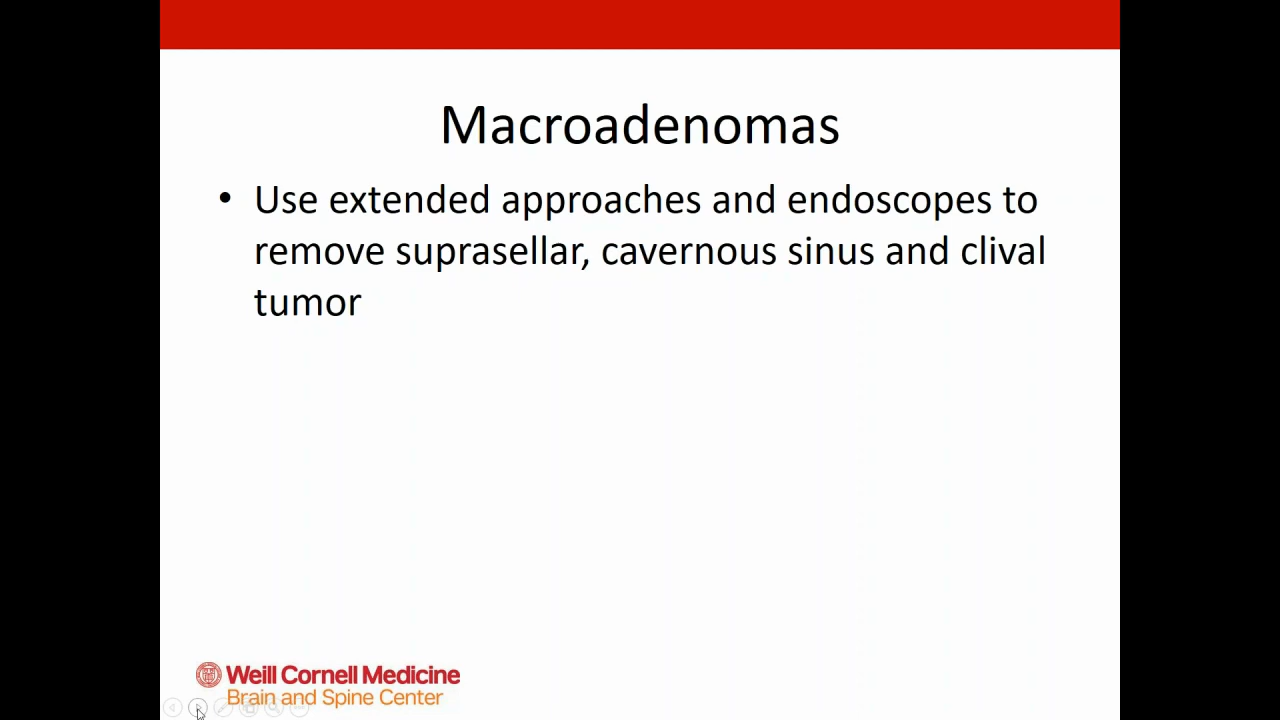 Macroadenomas
• Use extended approaches and endoscopes to
remove suprasellar, cavernous sinus and clival
tumor
Weill Cornell Medicine
Brain and Spine Center